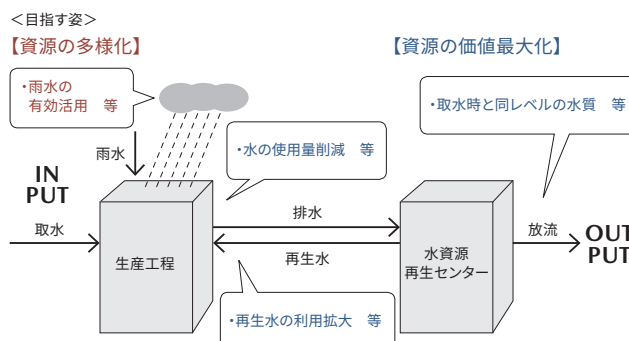 ＜目指す姿＞
【資源の多様化】
【資源の価値最大化】
・雨水の
有効活用　等
・取水時と同レベルの水質　等
雨水
・水の使用量削減　等
IN
PUT
取水
生産工程
排水
再生水
水資源
再生センター
放流
OUT
PUT
・再生水の利用拡大　等